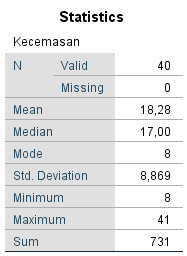 Statistics
Kecemasan
N Valid 40
Missing 0
Mean 18,28
Median 17,00
Mode 8
Std. Deviation 8,869
Minimum 8
Maximum 41
Sum 731